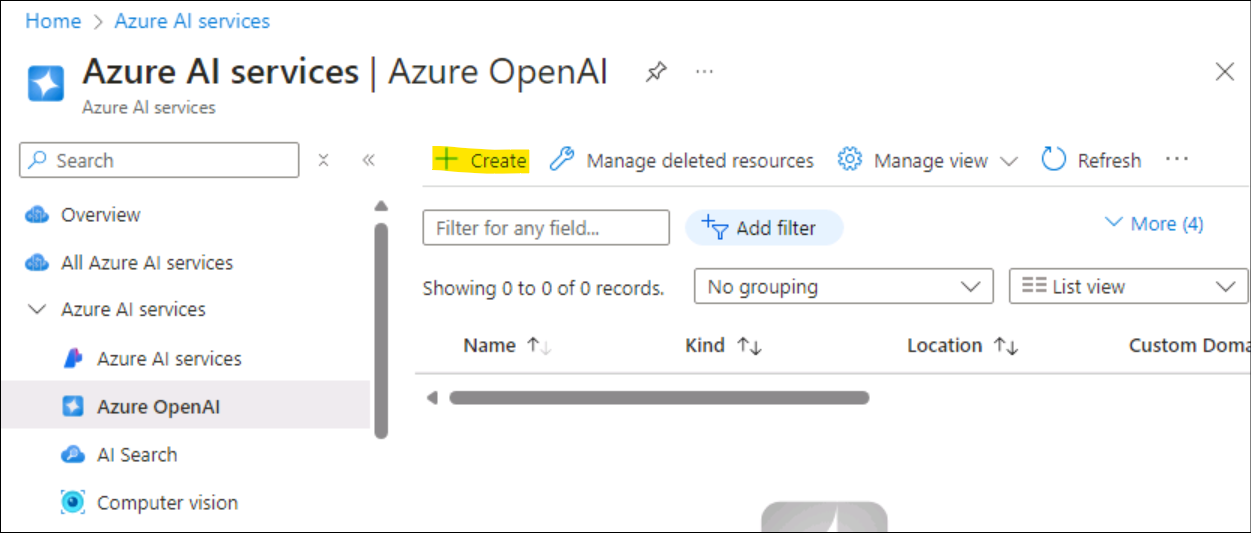 Home > Azure AI services
Azure AI services | Azure OpenAI
Azure AI services
Search
+ Create Manage deleted resources Manage view Refresh
Overview
All Azure AI services
Azure AI services
Azure AI services
Azure OpenAI
AI Search
Computer vision
Filter for any field...
Add filter
More (4)
Showing 0 to 0 of 0 records.
No grouping
List view
Name Kind Location Custom Doma